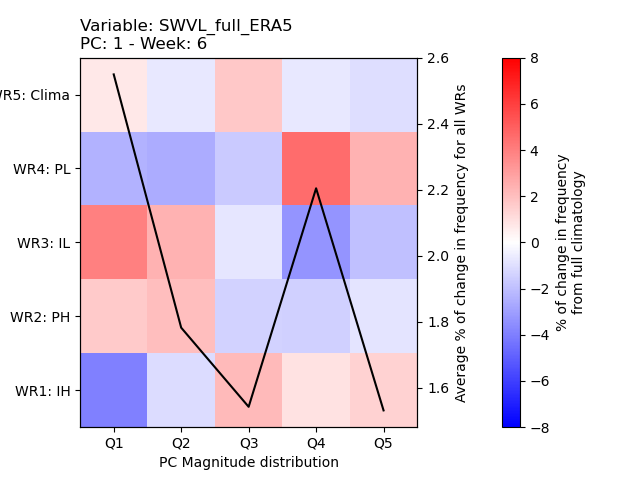 Variable: SWVL_full_ERA5
PC: 1 - Week: 6
WR5: Clima
WR4: PL
WR3: IL
WR2: PH
WR1: IH
Q1 Q2 Q3 Q4 Q5
PC Magnitude distribution
2.6
2.4
2.2
2.0
1.8
1.6
Average % of change in frequency for all WRs
8
6
4
2
0
−2
−4
−6
−8
% of change in frequency
from full climatology